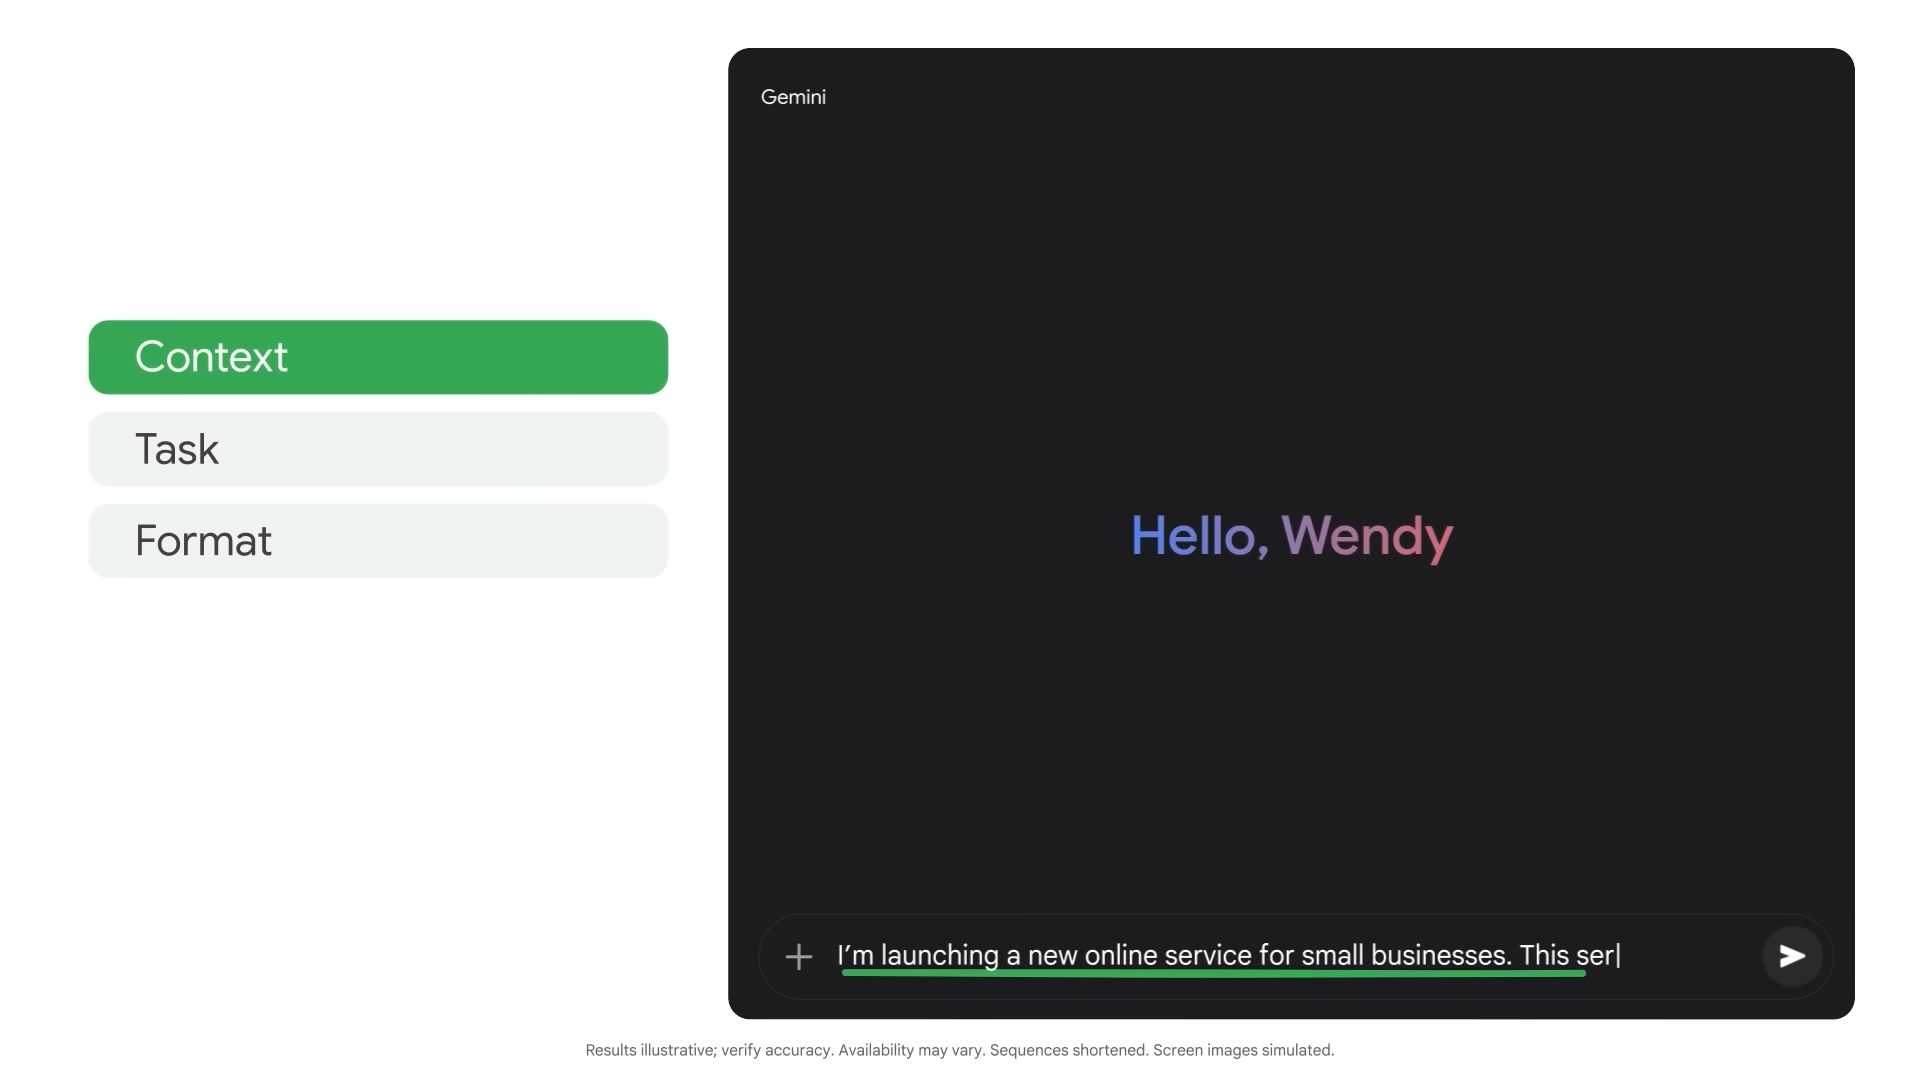 Gemini
Context
Task
Format
Hello, Wendy
I’m launching a new online service for small businesses. This ser
Results illustrative; verify accuracy. Availability may vary. Sequences shortened. Screen images simulated.